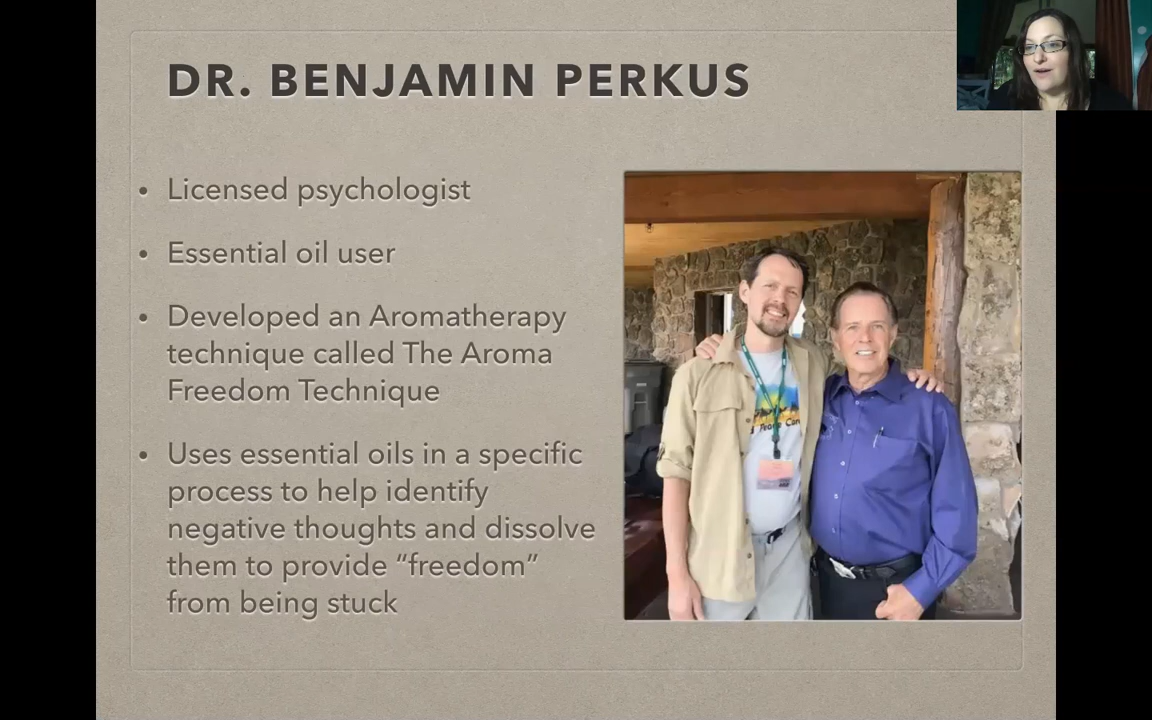 DR. BENJAMIN PERKUS
• Licensed psychologist
• Essential oil user
• Developed an Aromatherapy
technique called The Aroma
Freedom Technique
• Uses essential oils in a specific
process to help identify
negative thoughts and dissolve
them to provide “freedom”
from being stuck